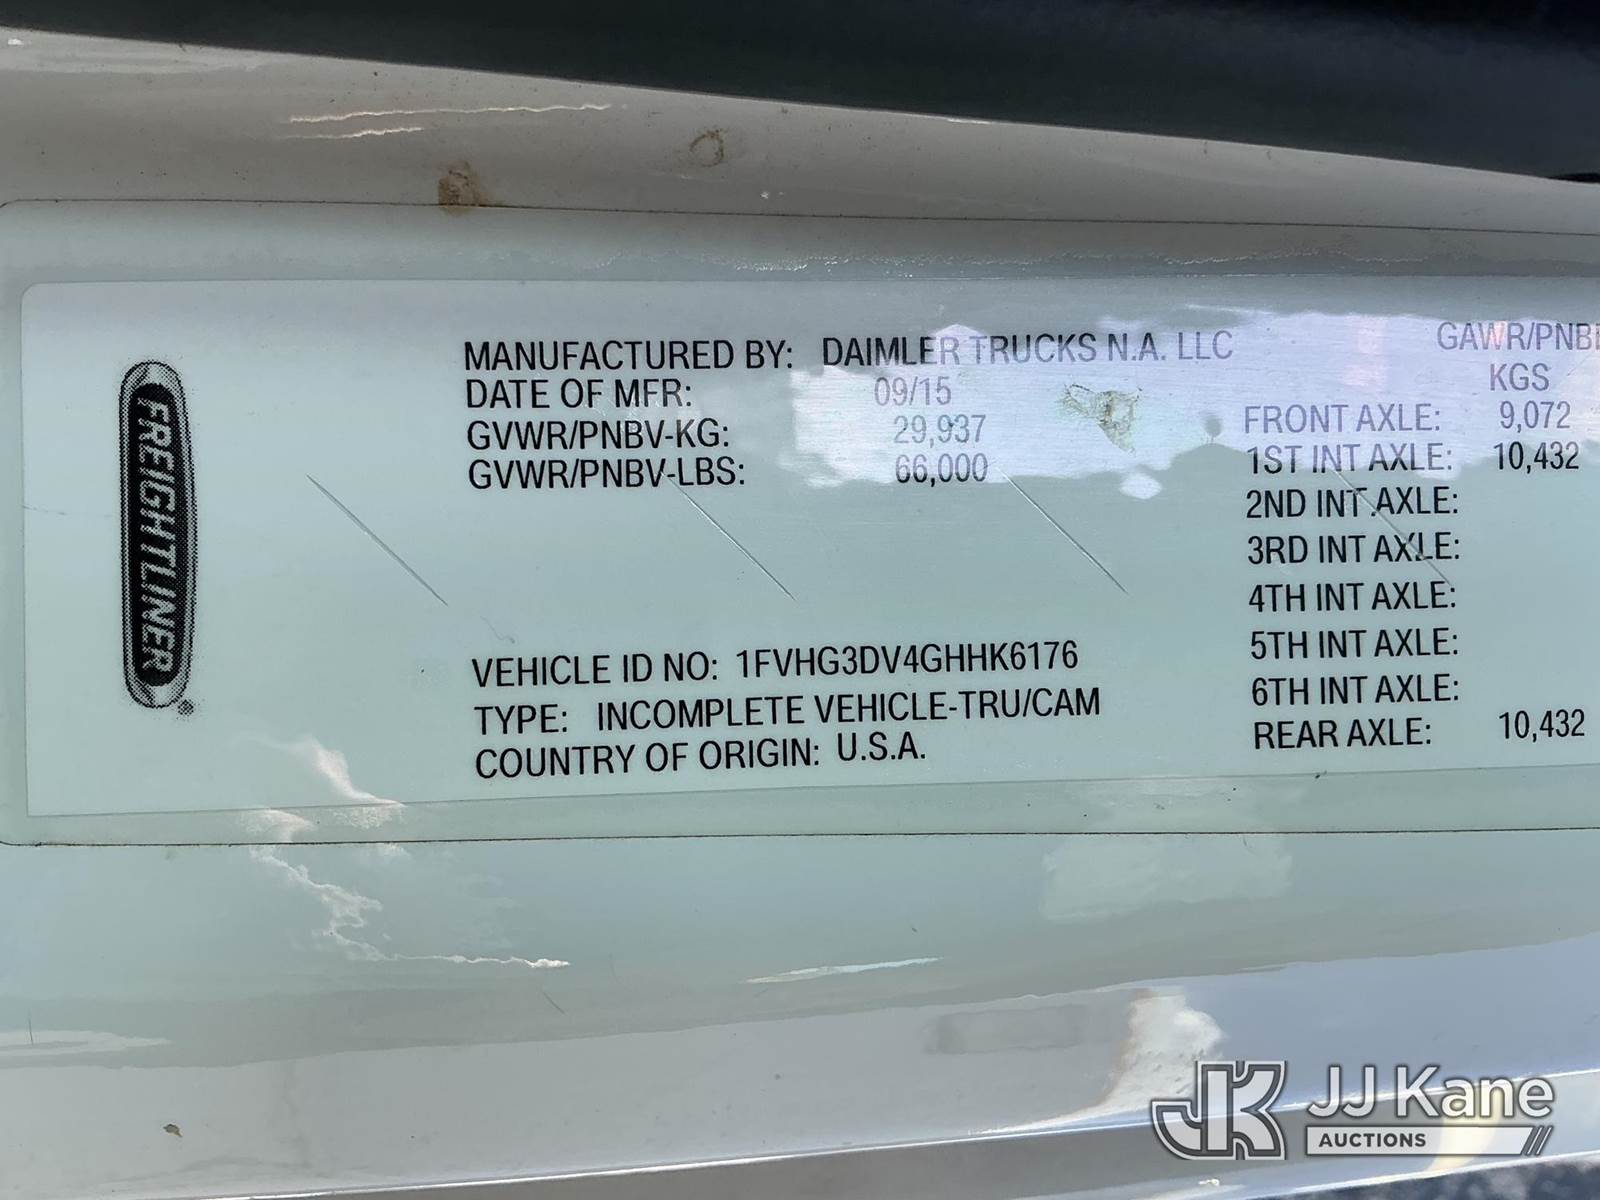 FREIGHTLINER®
MANUFACTURED BY: DAIMLER TRUCKS N.A. LLC
DATE OF MFR: 09/15
GVWR/PNBV-KG: 29,937
GVWR/PNBV-LBS: 66,000
VEHICLE ID NO: 1FVHG3DV4GHHK6176
TYPE: INCOMPLETE VEHICLE-TRU/CAM
COUNTRY OF ORIGIN: U.S.A.
GAWR/PNB
KGS
FRONT AXLE: 9,072
1ST INT AXLE: 10,432
2ND INT AXLE:
3RD INT AXLE:
4TH INT AXLE:
5TH INT AXLE:
6TH INT AXLE:
REAR AXLE: 10,432
JK JJ Kane
AUCTIONS